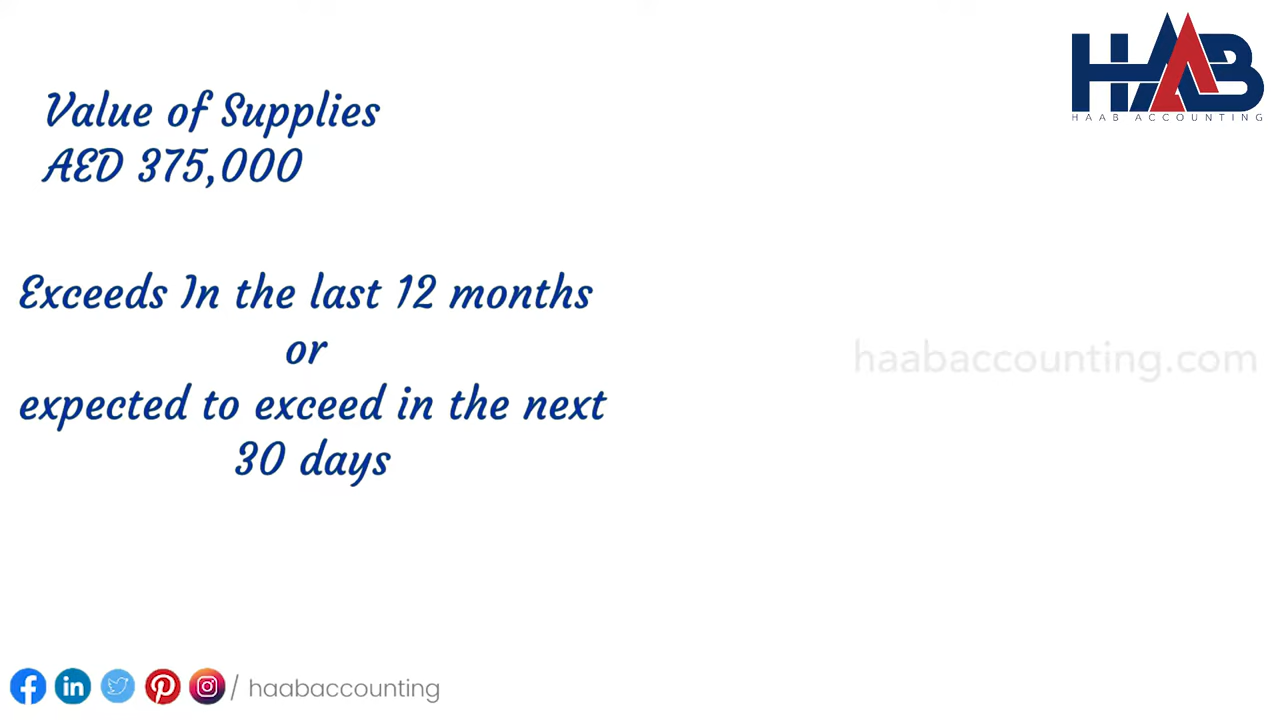 HAAB
HAAB ACCOUNTING
Value of Supplies
AED 375,000
Exceeds In the last 12 months
or
expected to exceed in the next
30 days
haabaccounting.com
/ haabaccounting